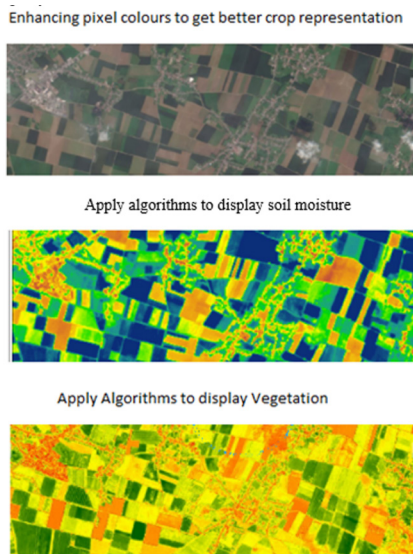 Enhancing pixel colours to get better crop representation
Apply algorithms to display soil moisture
Apply Algorithms to display Vegetation